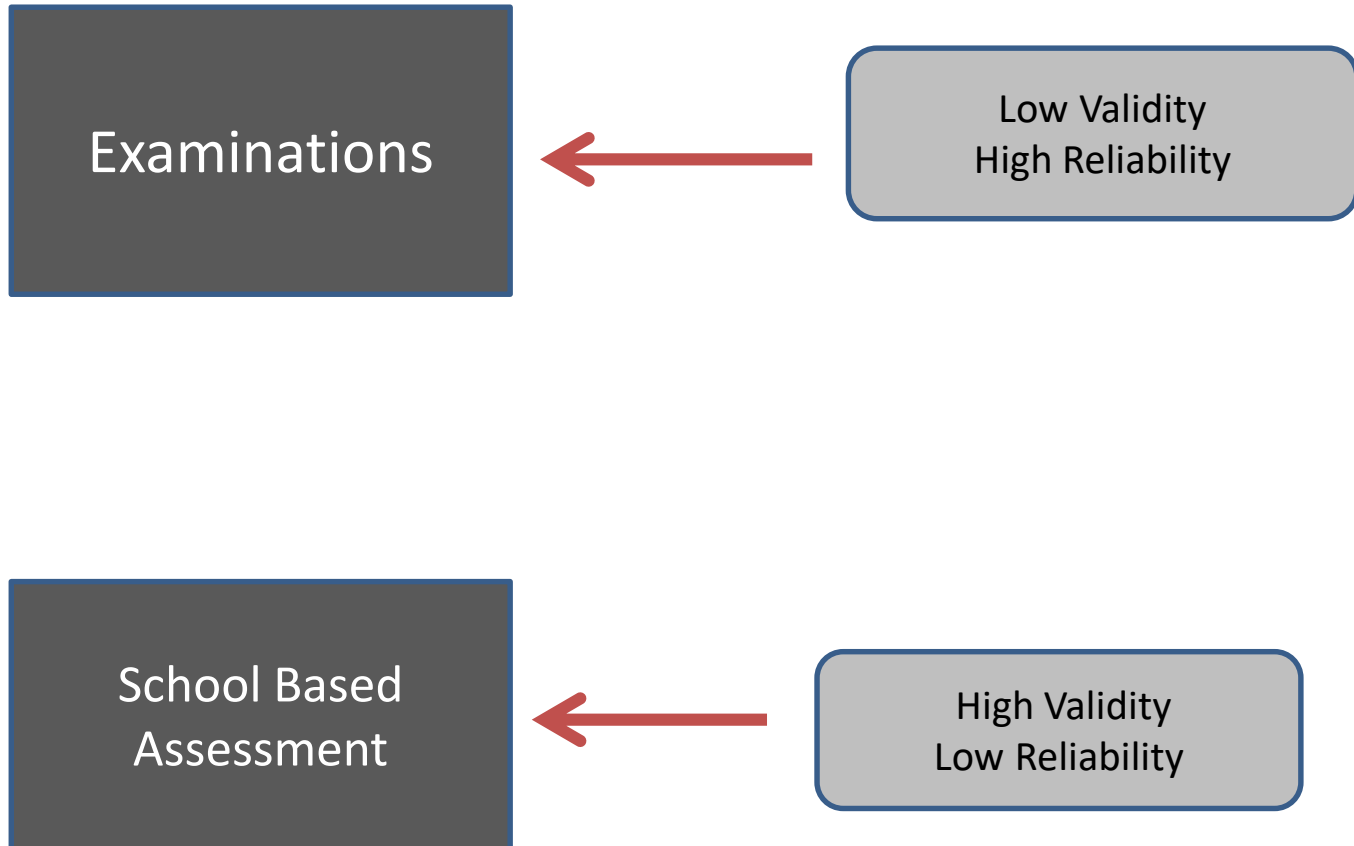 Examinations
Low Validity
High Reliability
School Based
Assessment
High Validity
Low Reliability